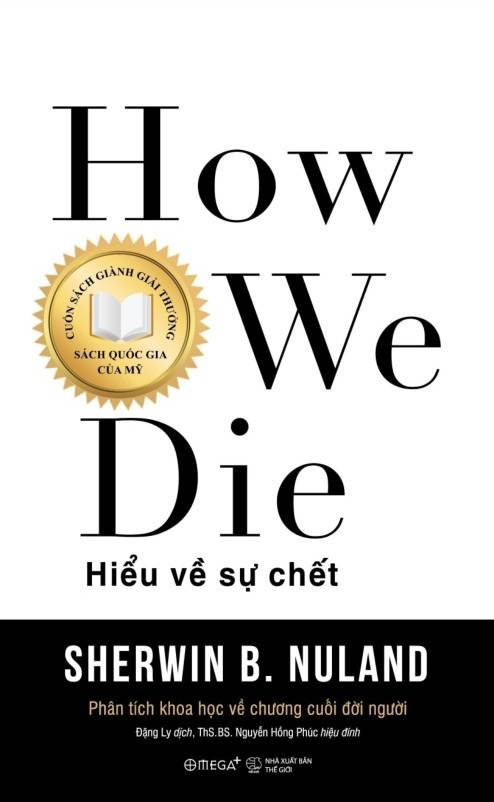 How
CUỐN SÁCH GIÀNH GIẢI THƯỞNG
SÁCH QUỐC GIA
CỦA MỸ
We
Die
Hiểu về sự chết
SHERWIN B. NULAND
Phân tích khoa học về chương cuối đời người
Đặng Ly dịch, ThS.BS. Nguyễn Hồng Phúc hiệu đính
OMEGA+
NHÀ XUẤT BẢN
THẾ GIỚI